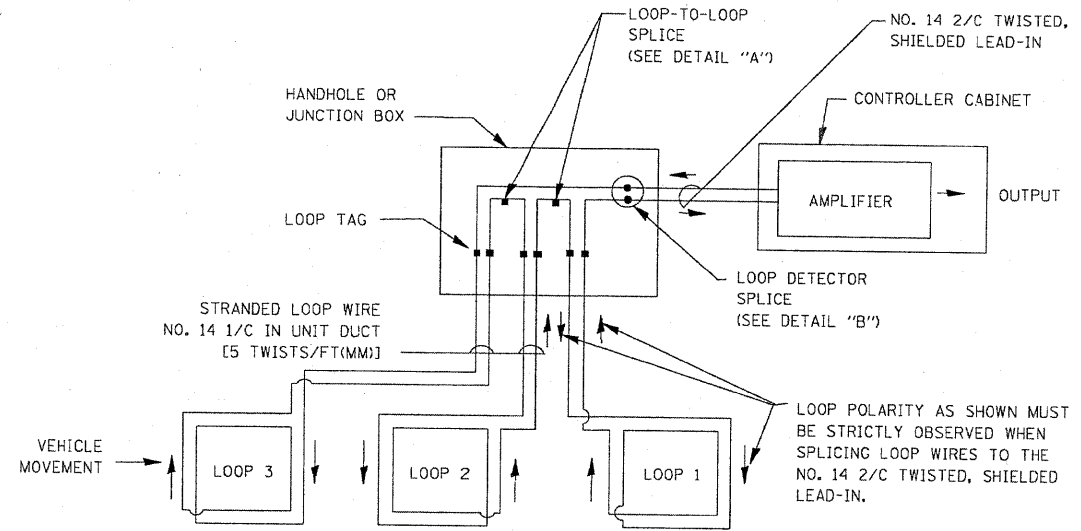 LOOP-TO-LOOP
SPLICE
(SEE DETAIL "A")
NO. 14 2/C TWISTED,
SHIELDED LEAD-IN
HANDHOLE OR
JUNCTION BOX
CONTROLLER CABINET
AMPLIFIER
OUTPUT
LOOP TAG
LOOP DETECTOR
SPLICE
(SEE DETAIL "B")
STRANDED LOOP WIRE
NO. 14 1/C IN UNIT DUCT
[5 TWISTS/FT(MM)]
LOOP POLARITY AS SHOWN MUST
BE STRICTLY OBSERVED WHEN
SPLICING LOOP WIRES TO THE
NO. 14 2/C TWISTED, SHIELDED
LEAD-IN.
VEHICLE
MOVEMENT
LOOP 3
LOOP 2
LOOP 1